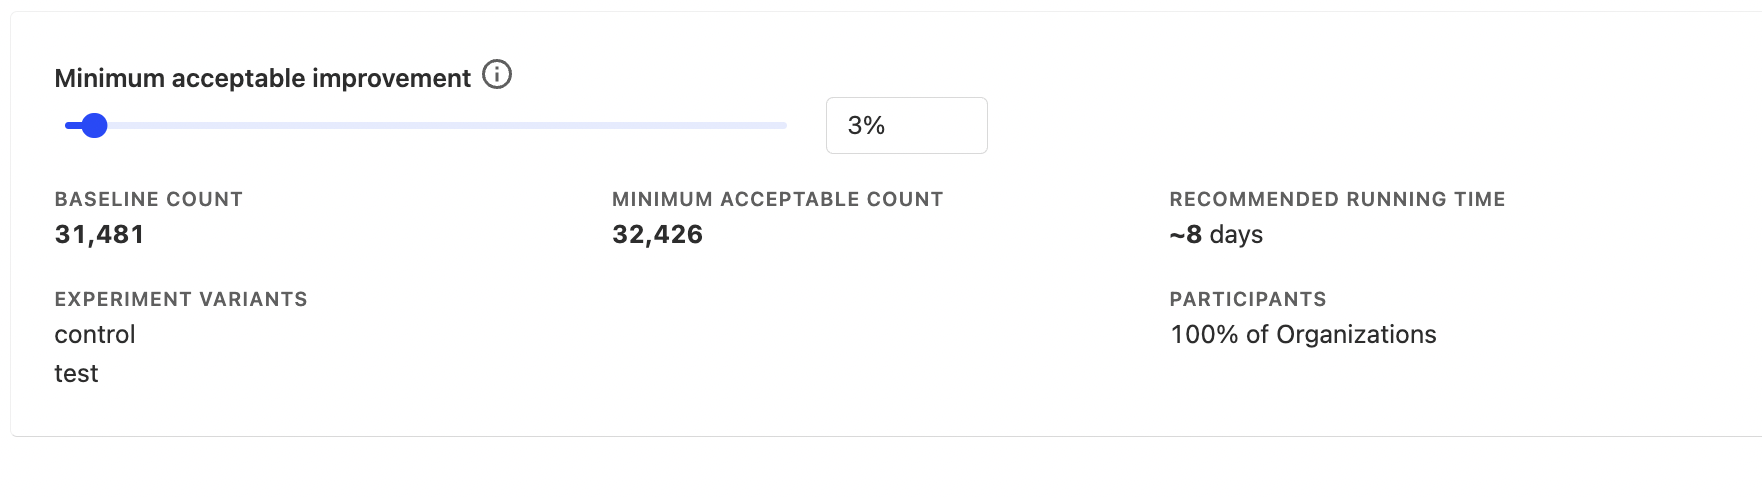 Minimum acceptable improvement
3%
BASELINE COUNT
31,481
MINIMUM ACCEPTABLE COUNT
32,426
RECOMMENDED RUNNING TIME
~8 days
EXPERIMENT VARIANTS
control
test
PARTICIPANTS
100% of Organizations